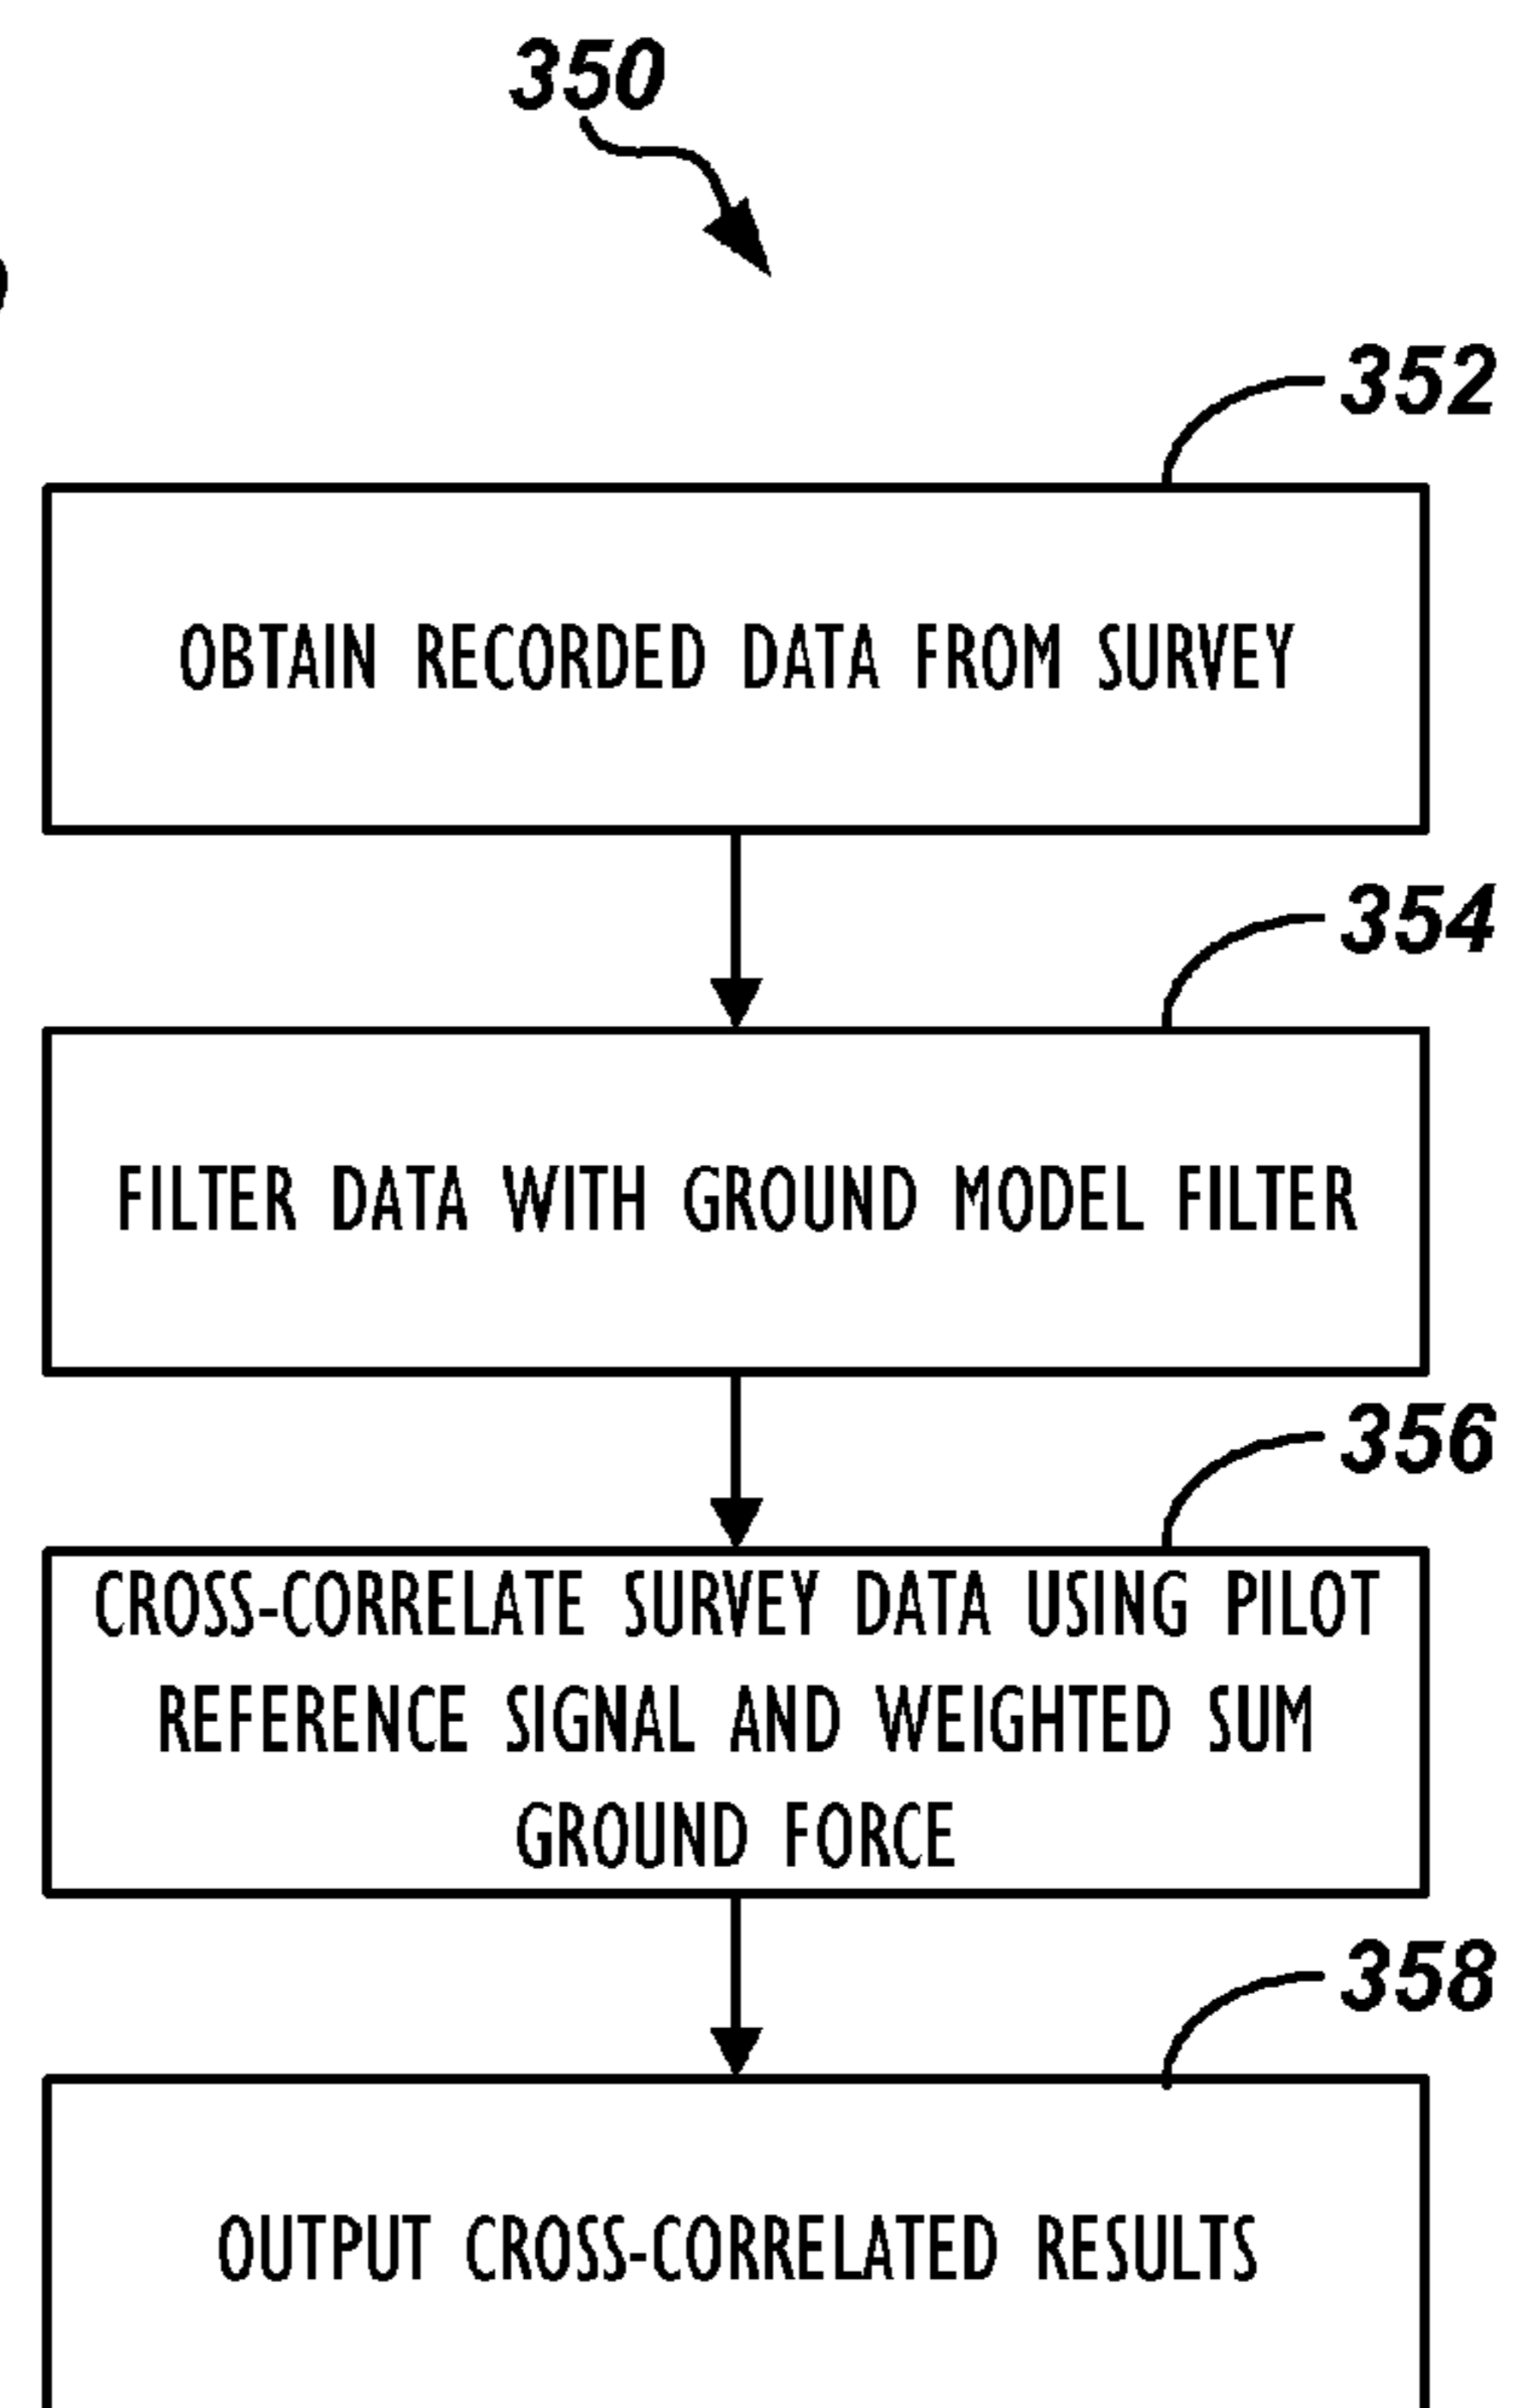 350
352
OBTAIN RECORDED DATA FROM SURVEY
354
FILTER DATA WITH GROUND MODEL FILTER
356
CROSS-CORRELATE SURVEY DATA USING PILOT
REFERENCE SIGNAL AND WEIGHTED SUM
GROUND FORCE
358
OUTPUT CROSS-CORRELATED RESULTS